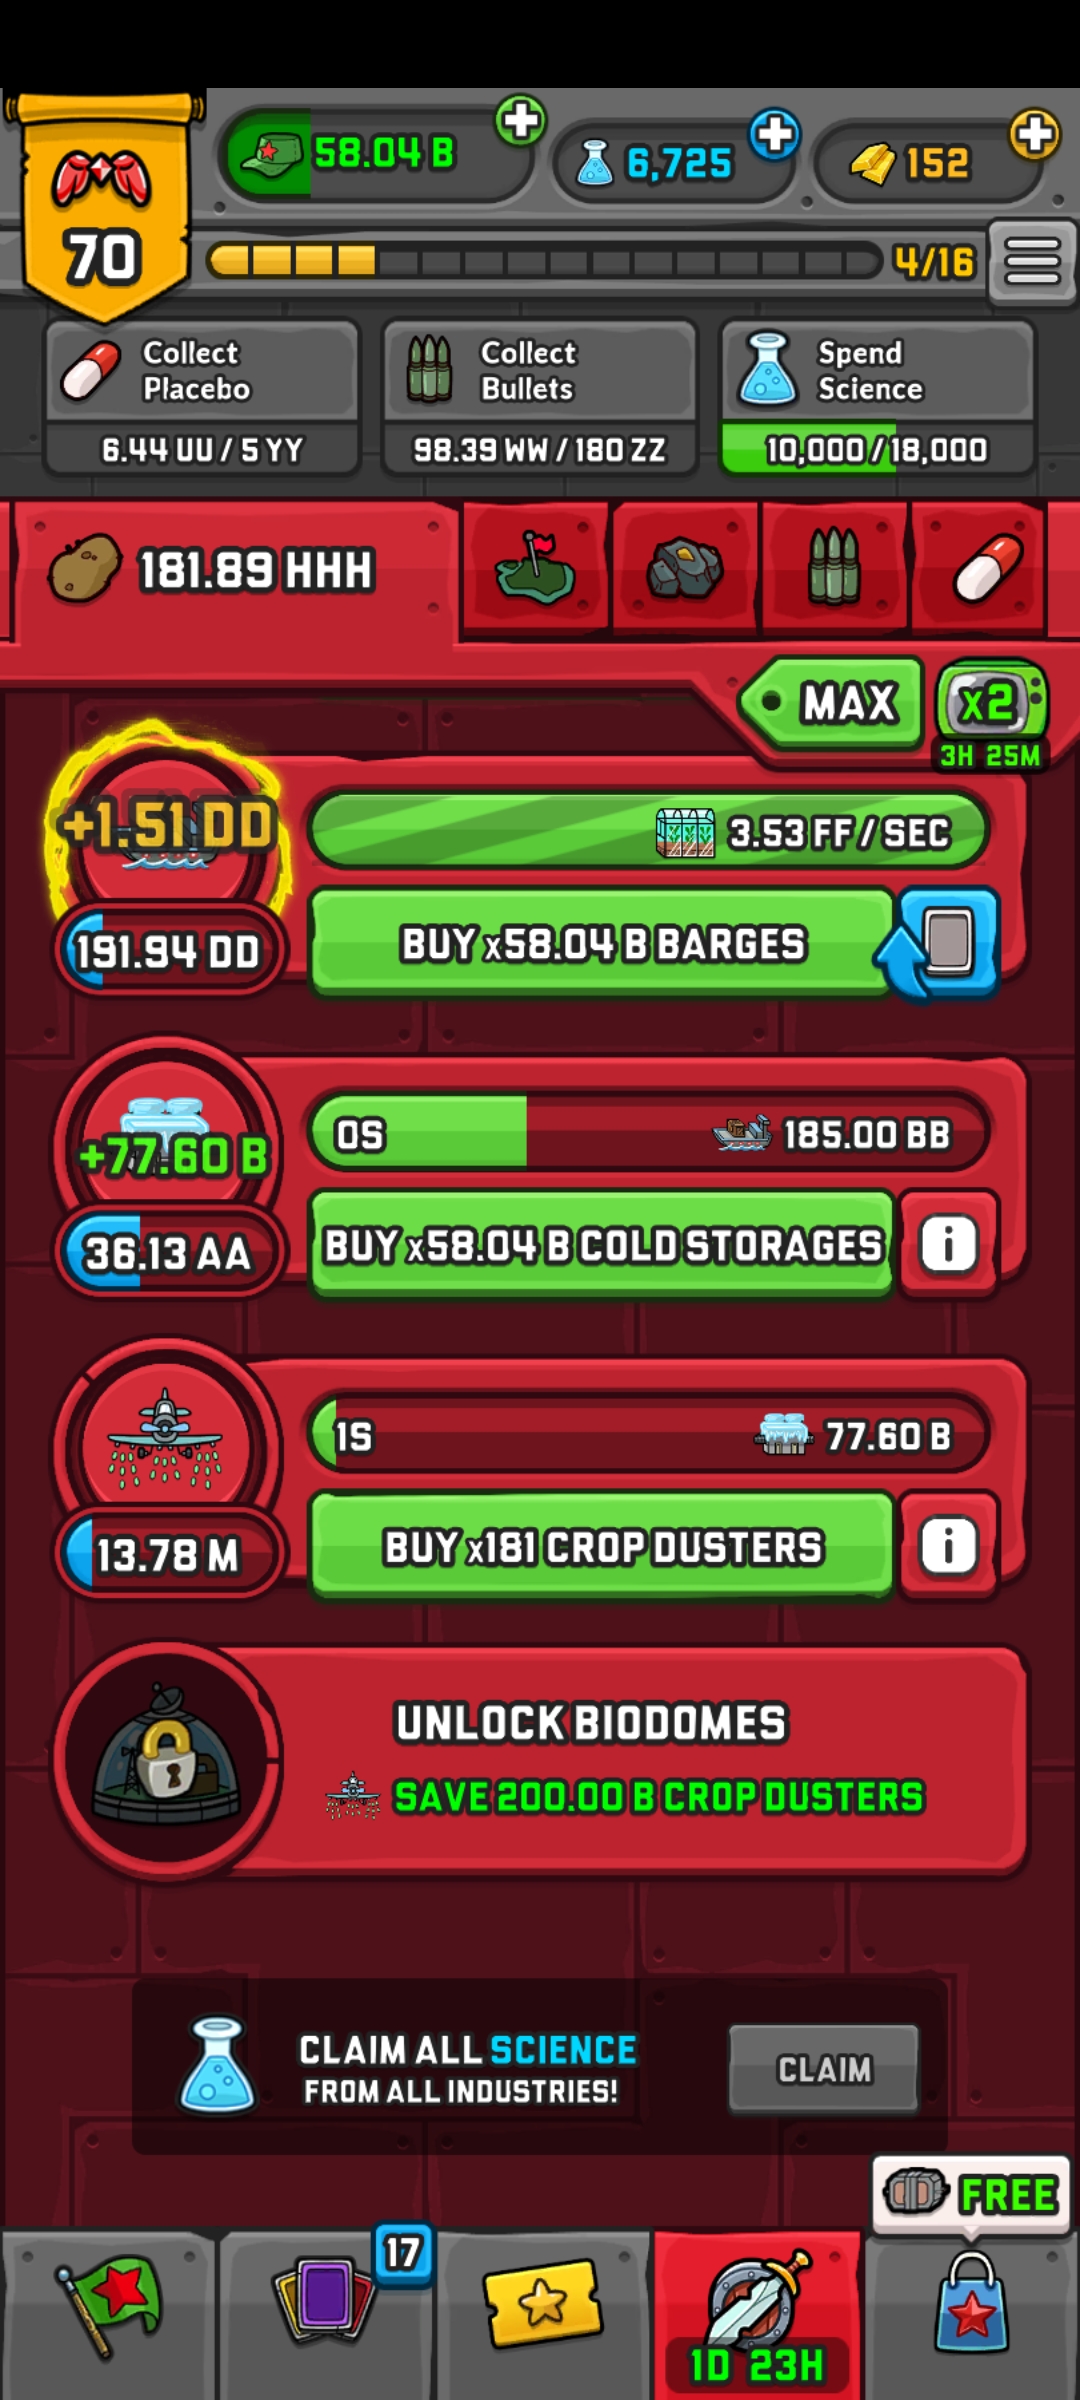 58.04 B
6,725
152
70
4/16
Collect
Placebo
6.44 UU / 5 YY
Collect
Bullets
98.39 WW / 180 ZZ
Spend
Science
10,000 / 18,000
181.89 HHH
MAX
x2
3H 25M
+1.51 DD
3.53 FF / SEC
191.94 DD
BUY x58.04 B BARGES
+77.60 B
0S
185.00 BB
36.13 AA
BUY x58.04 B COLD STORAGES
i
1S
77.60 B
13.78 M
BUY x181 CROP DUSTERS
i
UNLOCK BIODOMES
SAVE 200.00 B CROP DUSTERS
CLAIM ALL SCIENCE
FROM ALL INDUSTRIES!
CLAIM
FREE
17
1D 23H